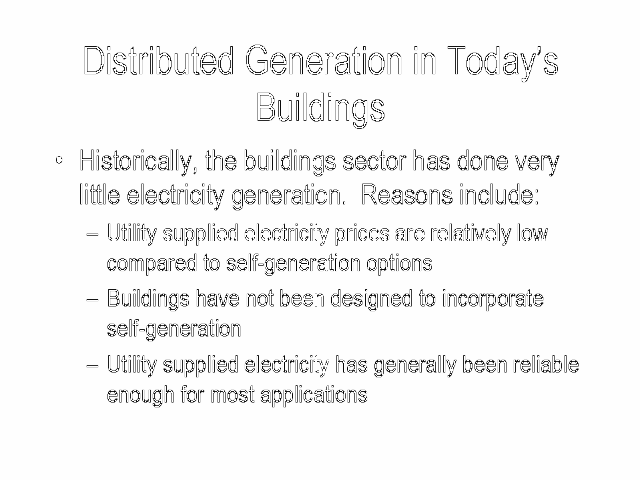 Distributed Generation in Today's
Buildings
• Historically, the buildings sector has done very
little electricity generation.  Reasons include:
– Utility supplied electricity prices are relatively low
compared to self-generation options
– Buildings have not been designed to incorporate
self-generation
– Utility supplied electricity has generally been reliable
enough for most applications